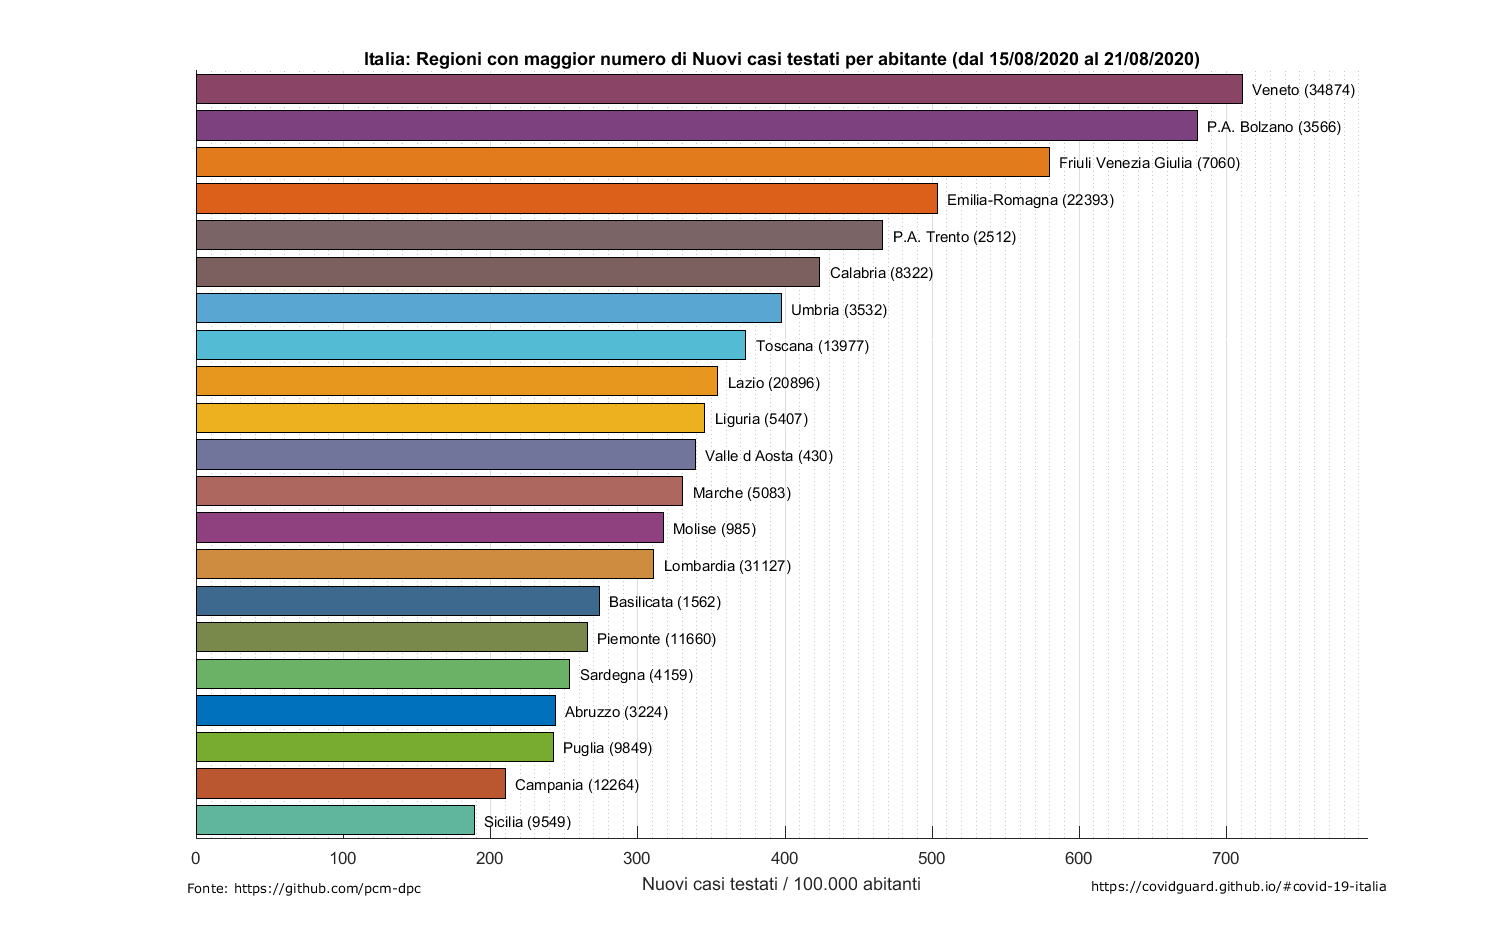 Italia: Regioni con maggior numero di Nuovi casi testati per abitante (dal 15/08/2020 al 21/08/2020)
Veneto (34874)
P.A. Bolzano (3566)
Friuli Venezia Giulia (7060)
Emilia-Romagna (22393)
P.A. Trento (2512)
Calabria (8322)
Umbria (3532)
Toscana (13977)
Lazio (20896)
Liguria (5407)
Valle d Aosta (430)
Marche (5083)
Molise (985)
Lombardia (31127)
Basilicata (1562)
Piemonte (11660)
Sardegna (4159)
Abruzzo (3224)
Puglia (9849)
Campania (12264)
Sicilia (9549)
0 100 200 300 400 500 600 700
Nuovi casi testati / 100.000 abitanti
Fonte: https://github.com/pcm-dpc
https://covidguard.github.io/#covid-19-italia